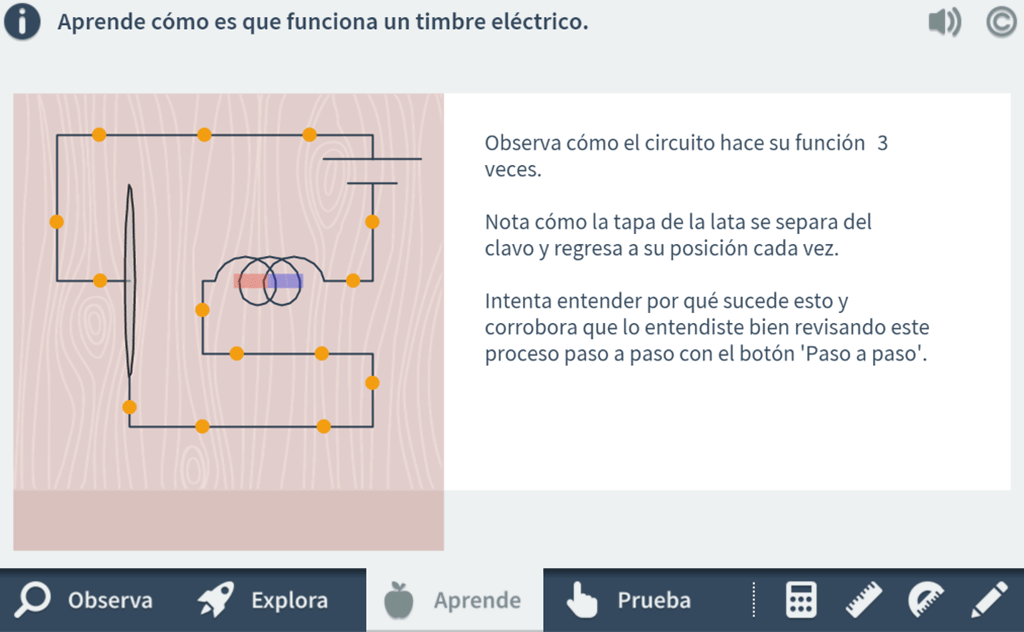 Aprende cómo es que funciona un timbre eléctrico.
Observa cómo el circuito hace su función 3
veces.
Nota cómo la tapa de la lata se separa del
clavo y regresa a su posición cada vez.
Intenta entender por qué sucede esto y
corrobora que lo entendiste bien revisando este
proceso paso a paso con el botón 'Paso a paso'.
Observa Explora Aprende Prueba